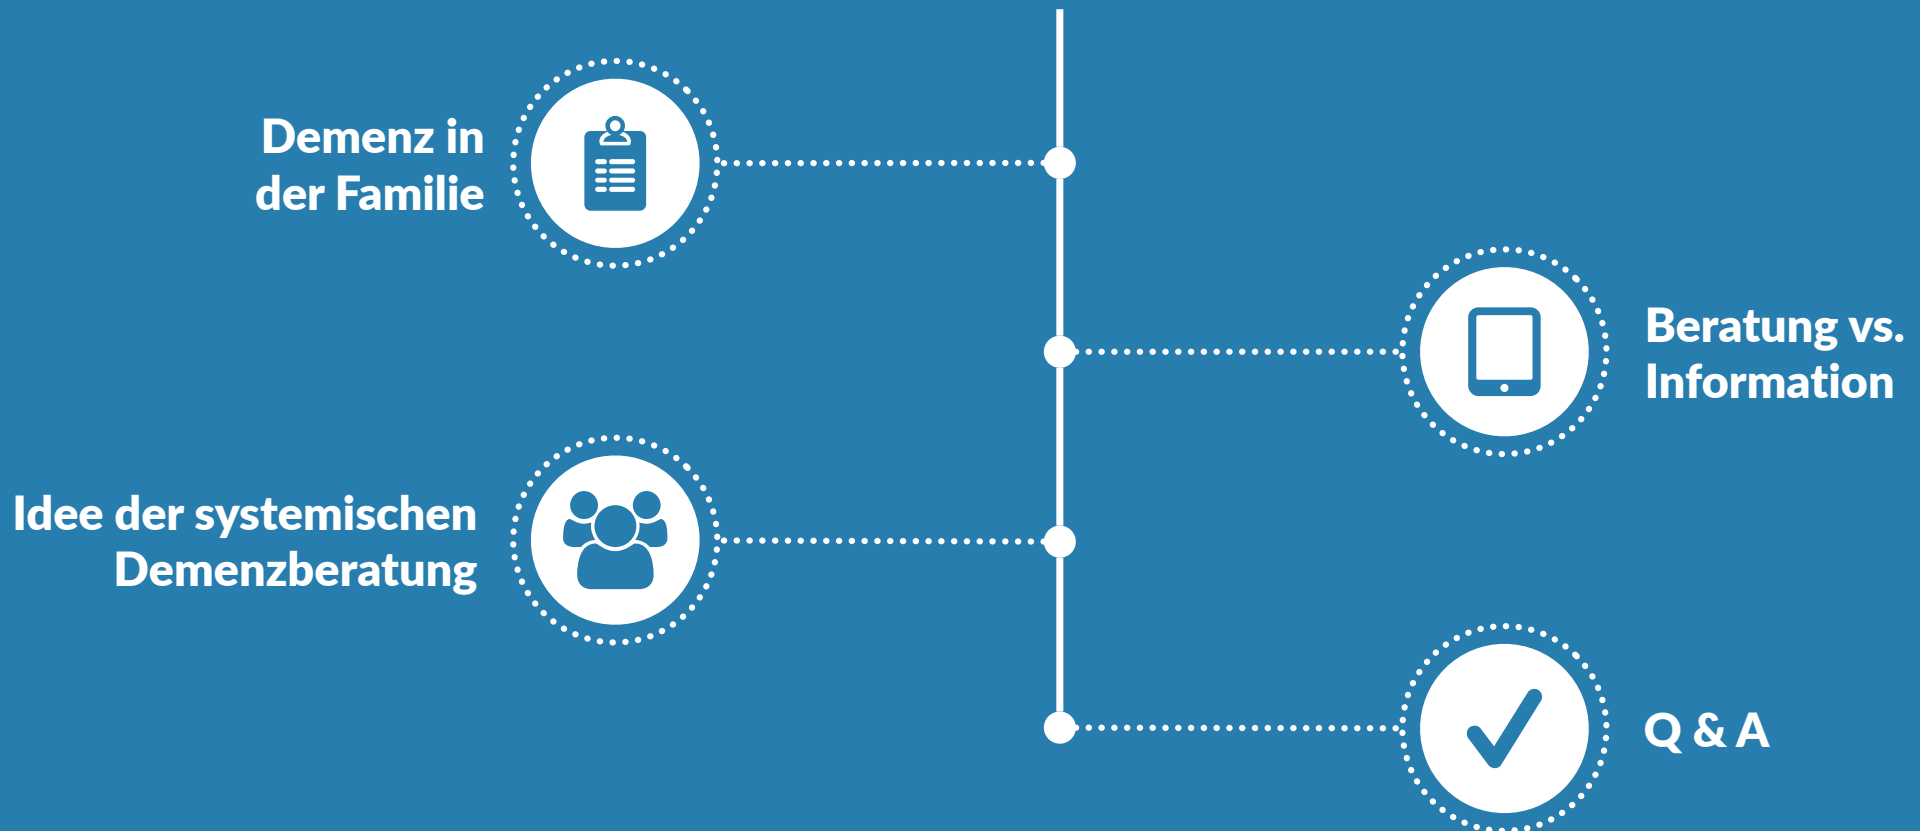 Demenz in
der Familie
Beratung vs.
Information
Idee der systemischen
Demenzberatung
Q & A